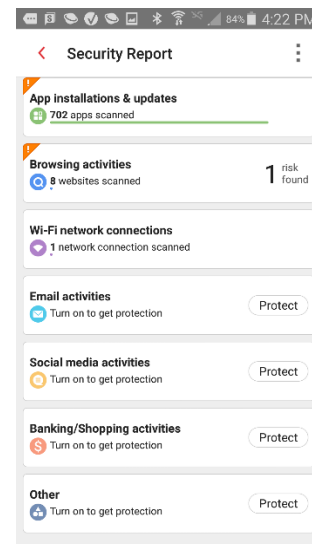 84% 4:22 PM
Security Report
App installations & updates
702 apps scanned
Browsing activities
8 websites scanned
1 risk found
Wi-Fi network connections
1 network connection scanned
Email activities
Turn on to get protection
Protect
Social media activities
Turn on to get protection
Protect
Banking/Shopping activities
Turn on to get protection
Protect
Other
Turn on to get protection
Protect